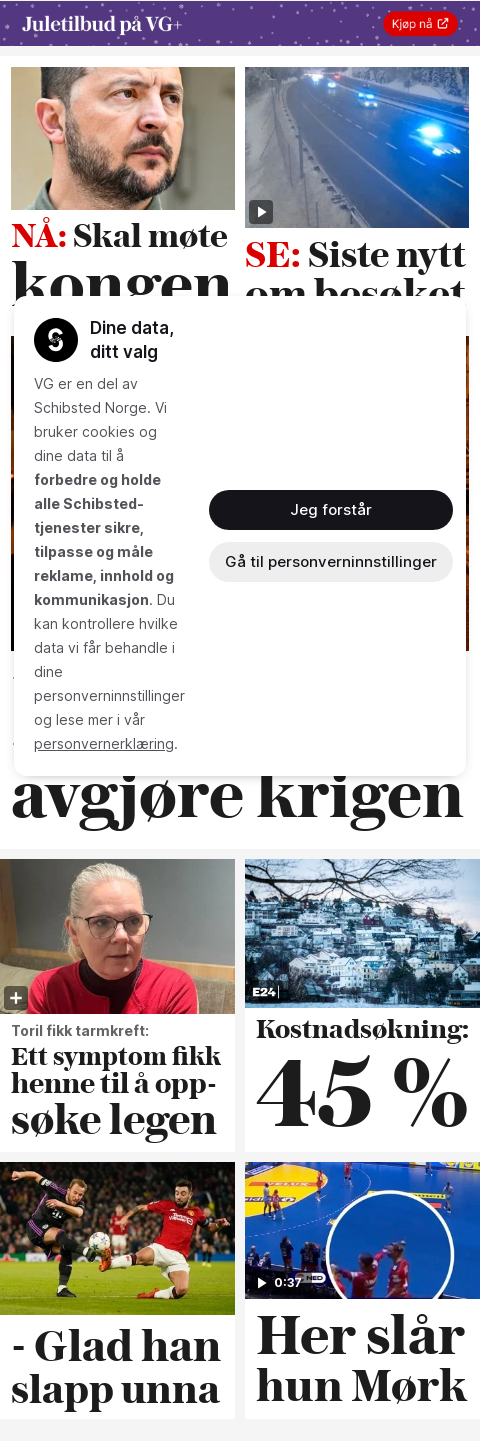 Juletilbud på VG+
Kjøp nå
NÅ: Skal møte
kongen
SE: Siste nytt
om besøket
Dine data,
ditt valg
VG er en del av
Schibsted Norge. Vi
bruker cookies og
dine data til å
forbedre og holde
alle Schibsted-
tjenester sikre,
tilpasse og måle
reklame, innhold og
kommunikasjon. Du
kan kontrollere hvilke
data vi får behandle i
dine
personverninnstillinger
og lese mer i vår
personvernerklæring.
Jeg forstår
Gå til personverninnstillinger
avgjøre krigen
Toril fikk tarmkreft:
Ett symptom fikk
henne til å opp-
søke legen
E24
Kostnadsøkning:
45 %
- Glad han
slapp unna
0:37
NED
Her slår
hun Mørk